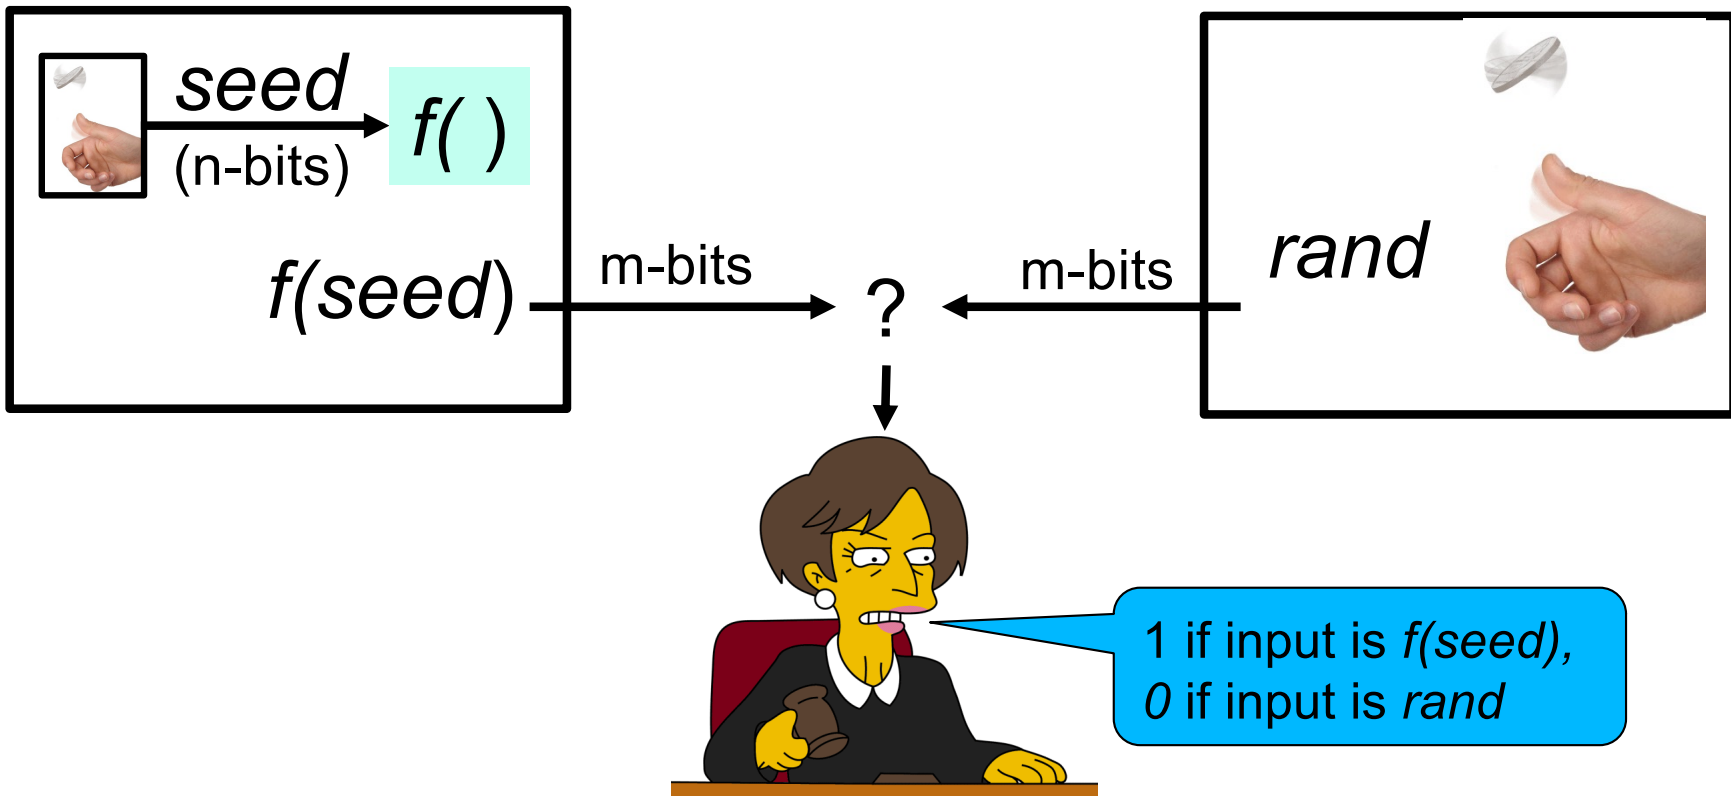 seed
(n-bits)
f( )
f(seed)
m-bits
?
m-bits
rand
1 if input is f(seed),
0 if input is rand